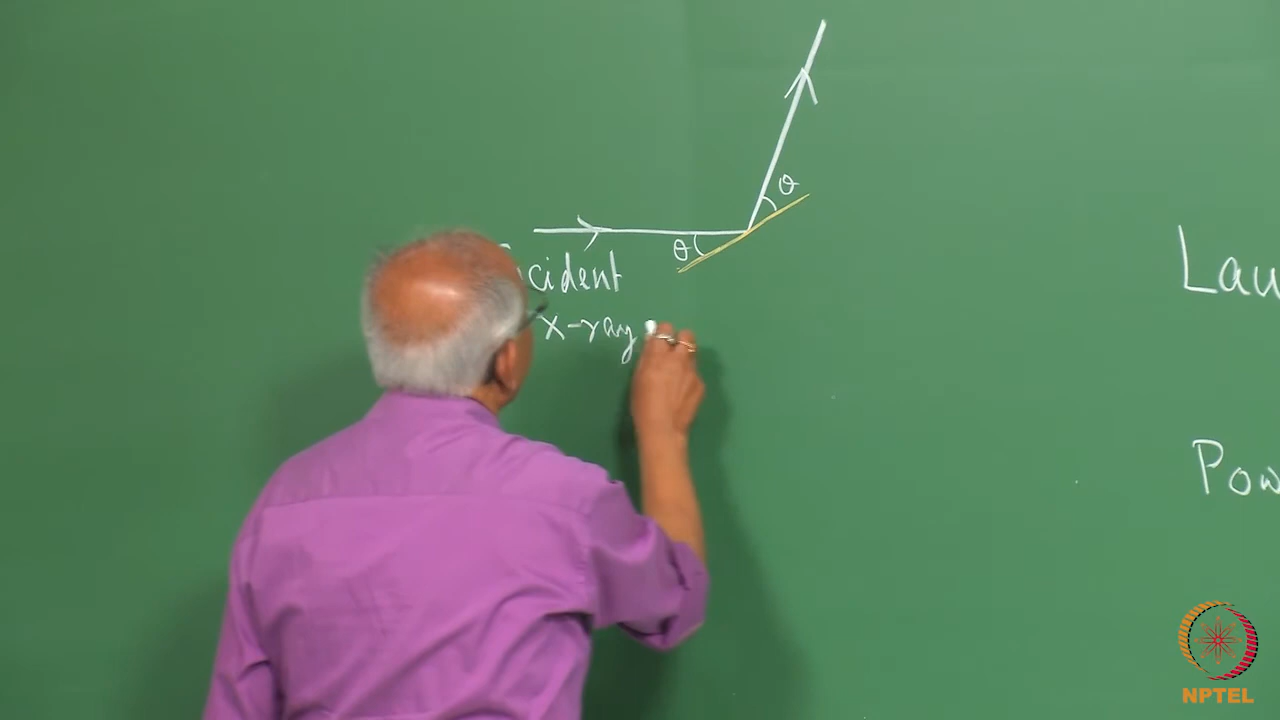 θ
θ
cident
X-ray
Lau
Pow
NPTEL